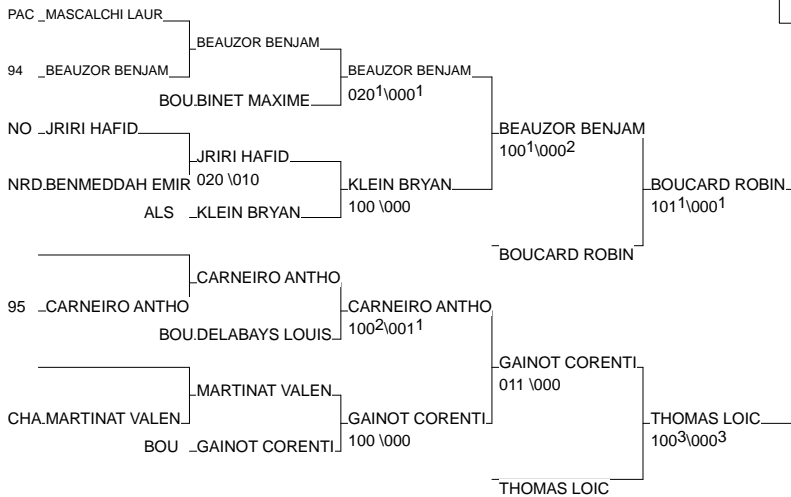 PAC MASCALCHI LAUR
BEAUZOR BENJAM
94 BEAUZOR BENJAM
BEAUZOR BENJAM
020¹\000¹
BOU.BINET MAXIME
NO JRIRI HAFID
BEAUZOR BENJAM
100¹\000²
JRIRI HAFID
020 \010
NRD.BENMEDDAH EMIR
KLEIN BRYAN
100 \000
BOUCARD ROBIN
101¹\000¹
ALS KLEIN BRYAN
BOUCARD ROBIN
CARNEIRO ANTHO
95 CARNEIRO ANTHO
CARNEIRO ANTHO
100²\001¹
BOU.DELABAYS LOUIS
GAINOT CORENTI
011 \000
MARTINAT VALEN
CHA.MARTINAT VALEN
GAINOT CORENTI
100 \000
THOMAS LOIC
100³\000³
BOU GAINOT CORENTI
THOMAS LOIC